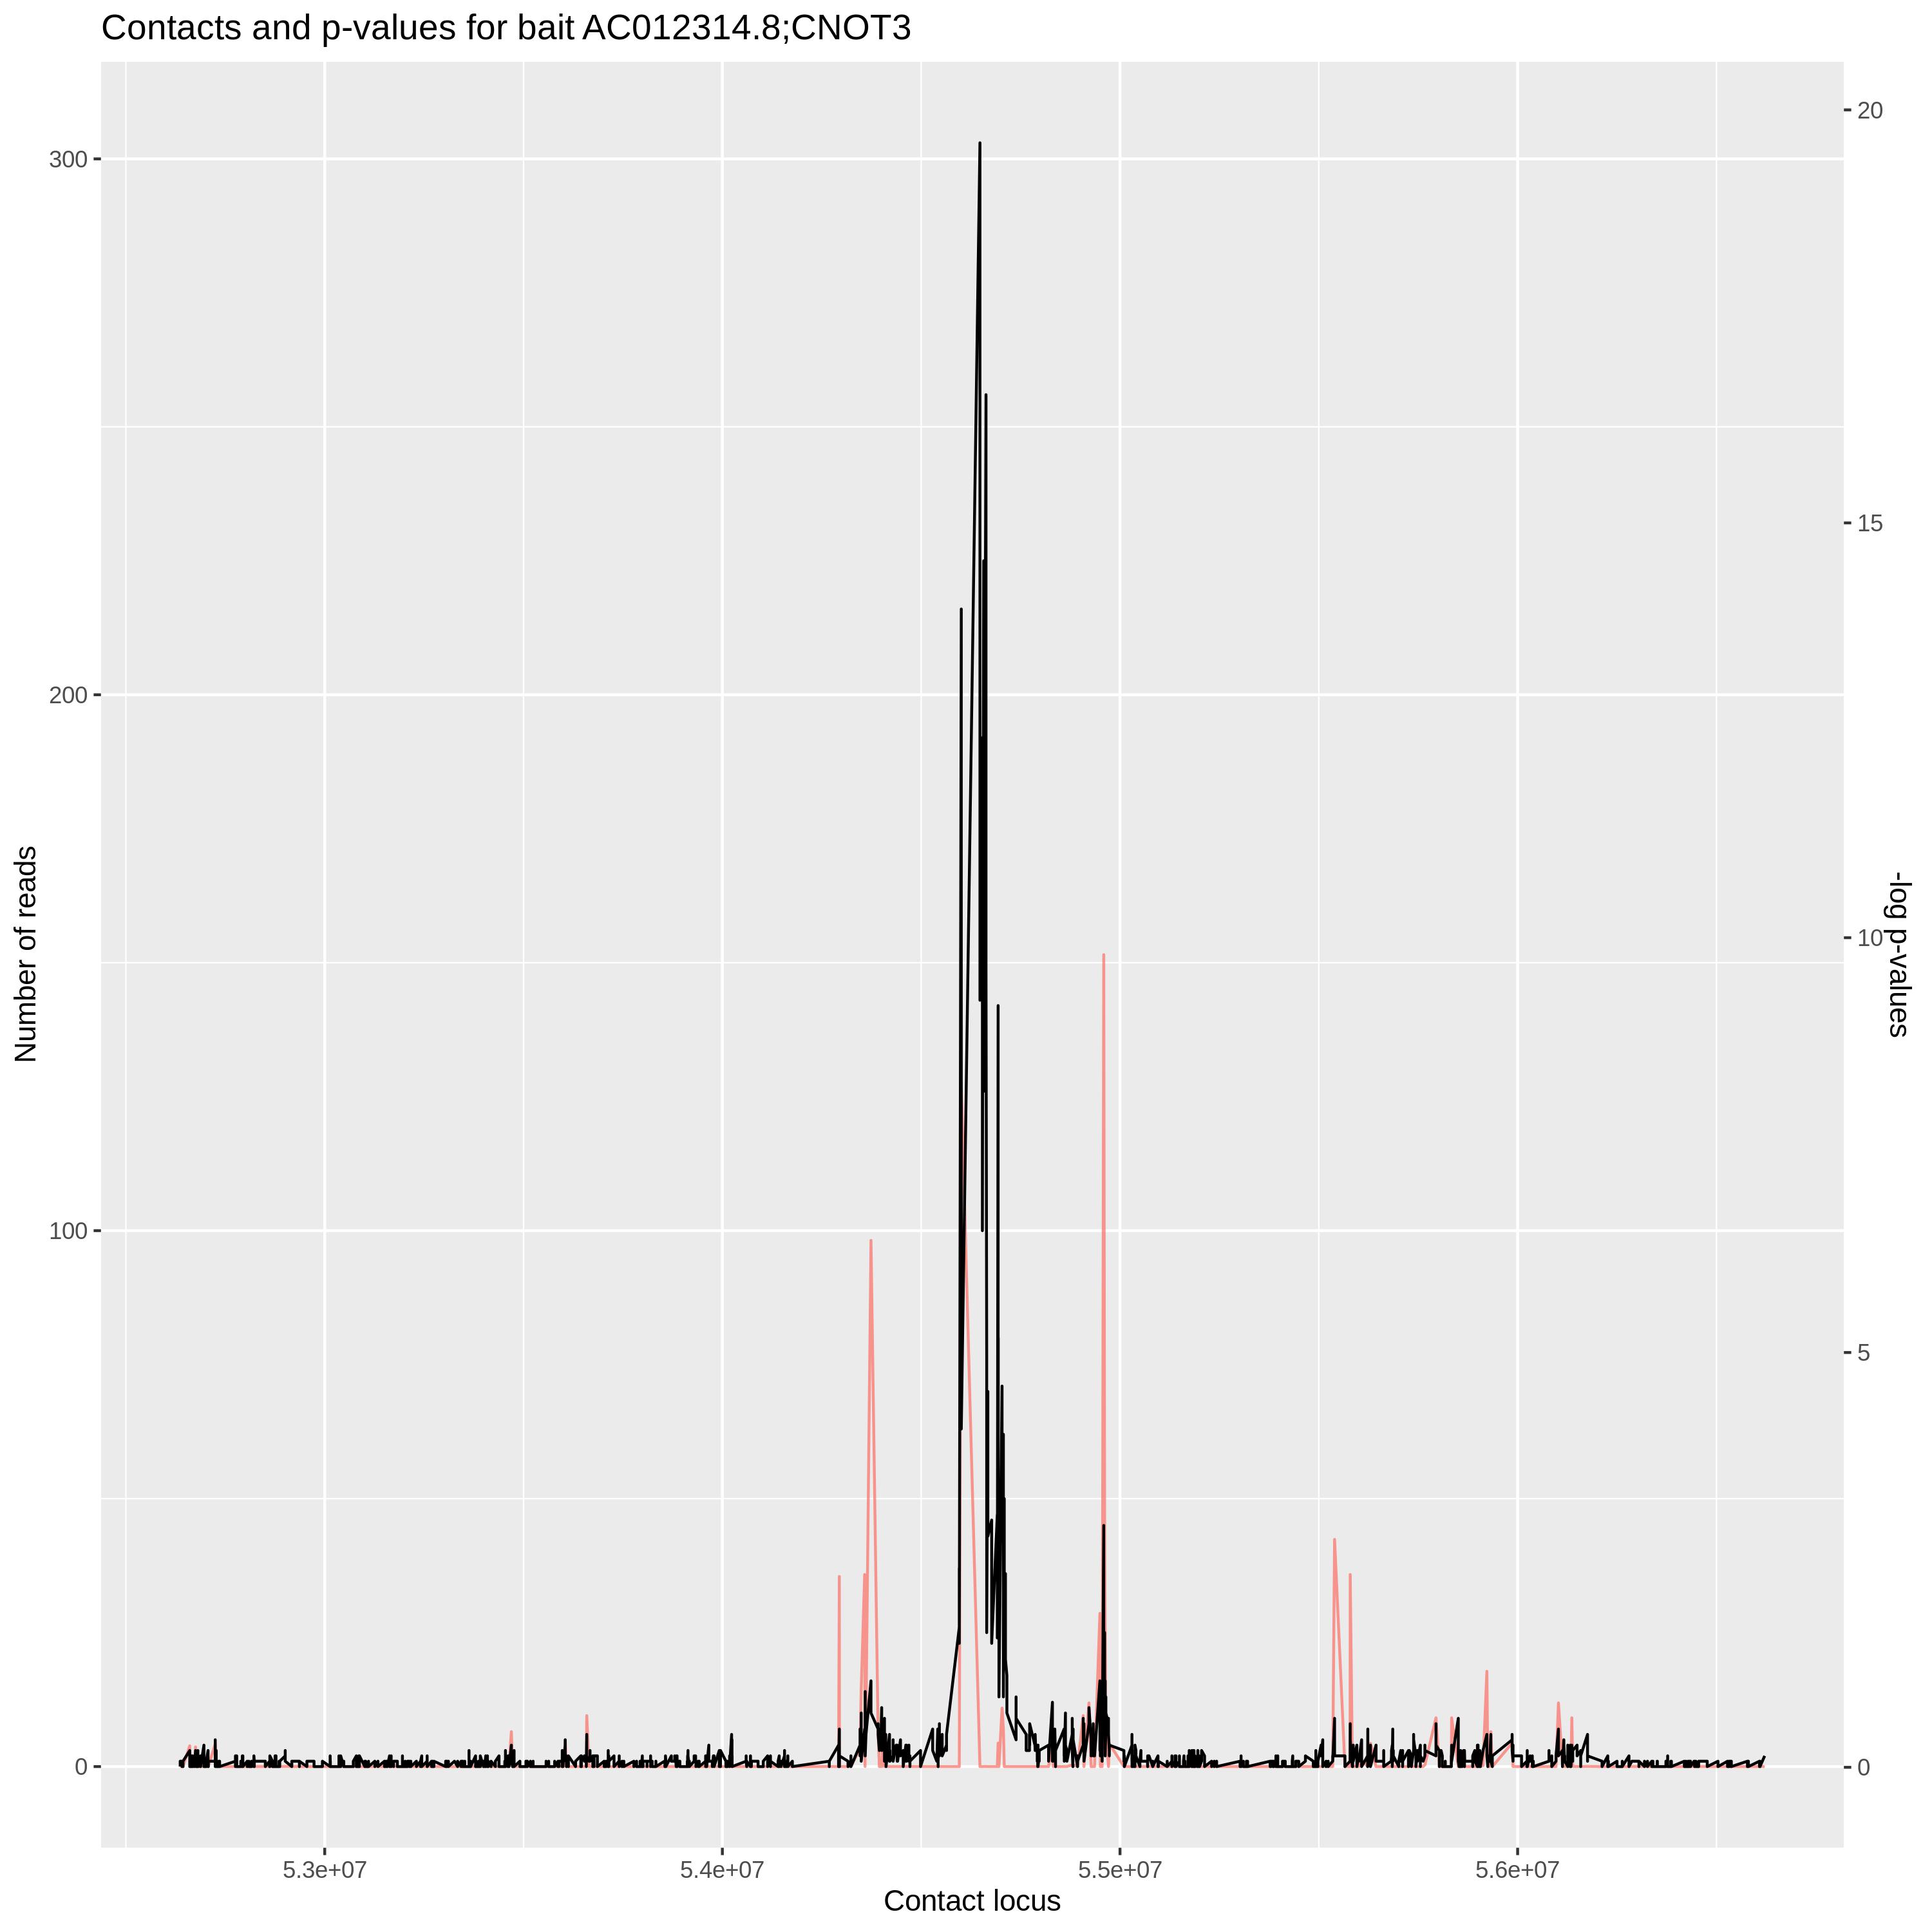 Contacts and p-values for bait AC012314.8;CNOT3
300
200
100
0
Number of reads
20
15
10
5
0
-log p-values
5.3e+07 5.4e+07 5.5e+07 5.6e+07
Contact locus